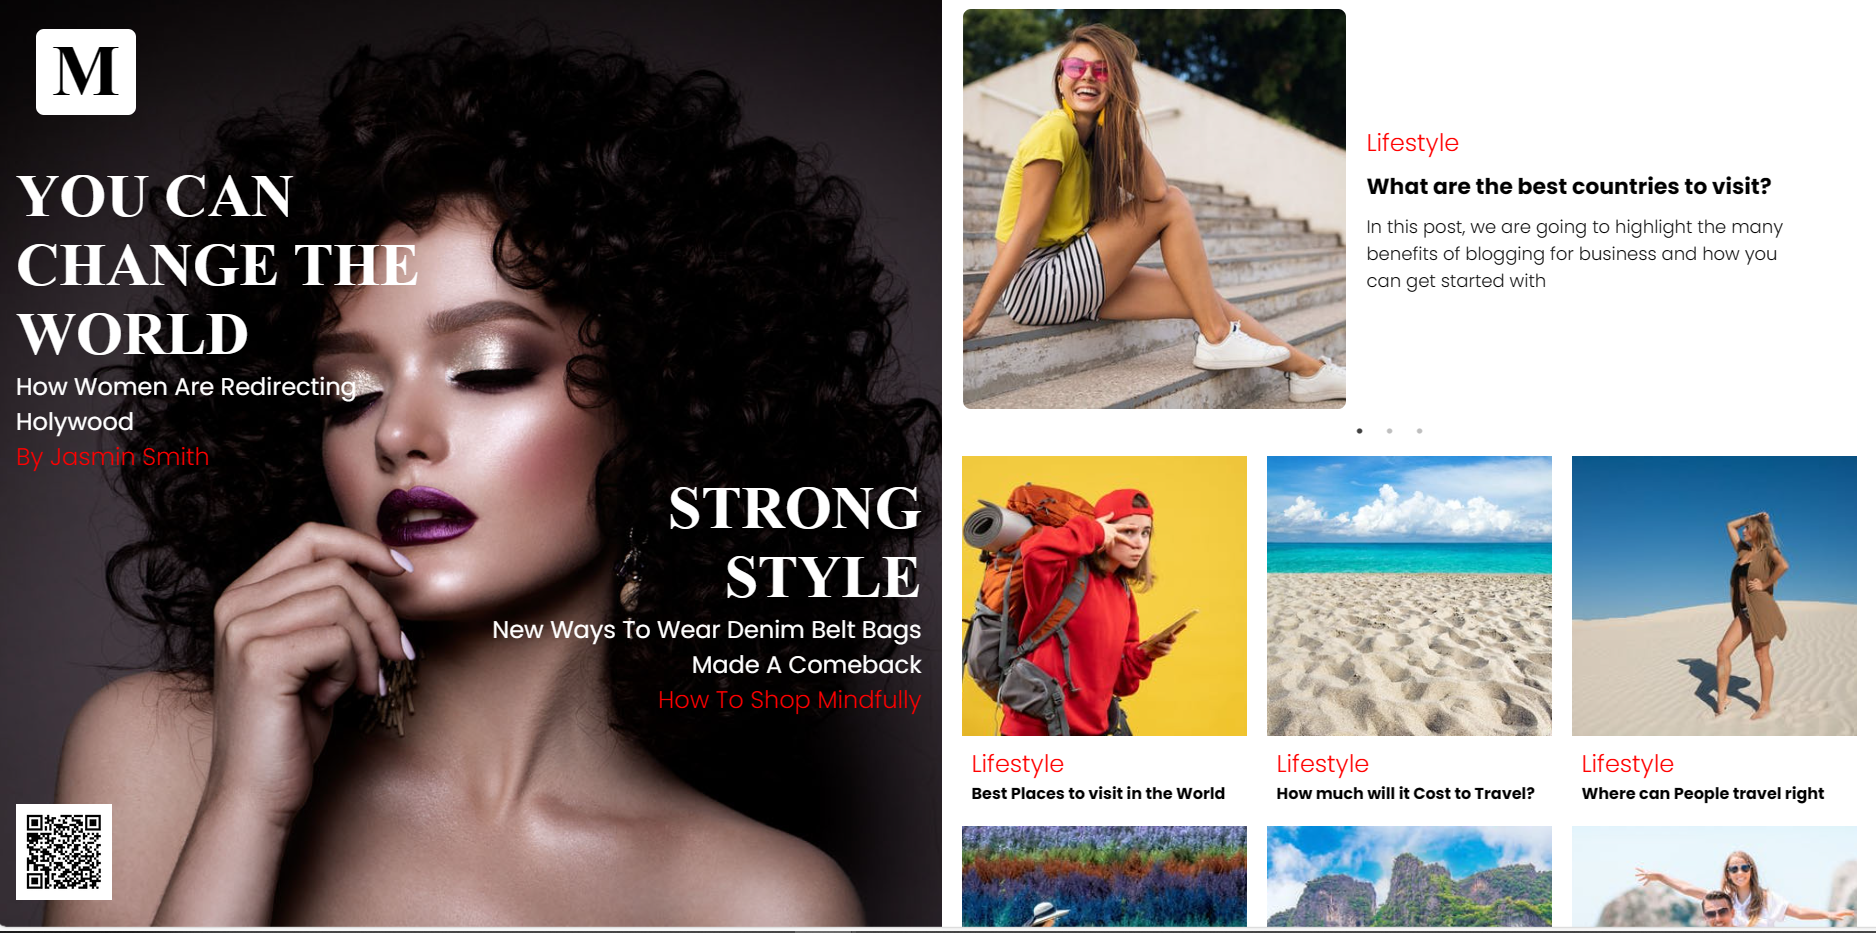 M
YOU CAN
CHANGE THE
WORLD
How Women Are Redirecting
Holywood
By Jasmin Smith
STRONG
STYLE
New Ways To Wear Denim Belt Bags
Made A Comeback
How To Shop Mindfully
Lifestyle
What are the best countries to visit?
In this post, we are going to highlight the many
benefits of blogging for business and how you
can get started with
Lifestyle
Best Places to visit in the World
Lifestyle
How much will it Cost to Travel?
Lifestyle
Where can People travel right